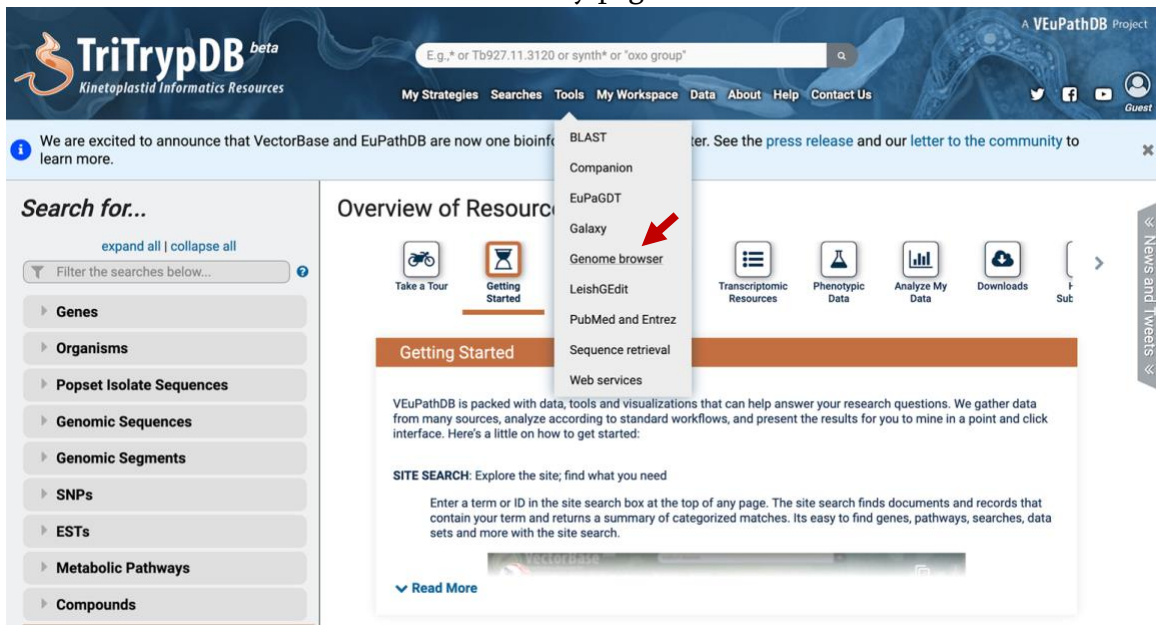 A VEuPathDB Project
TriTrypDB beta
Kinetoplastid Informatics Resources
E.g.,* or Tb927.11.3120 or synth* or "oxo group"
My Strategies Searches Tools My Workspace Data About Help Contact Us
Guest
We are excited to announce that VectorBase and EuPathDB are now one bioinfo
ter. See the press release and our letter to the community to
learn more.
BLAST
Companion
EuPaGDT
Galaxy
Genome browser
LeishGEdit
PubMed and Entrez
Sequence retrieval
Web services
Search for...
expand all | collapse all
Filter the searches below...
Genes
Organisms
Popset Isolate Sequences
Genomic Sequences
Genomic Segments
SNPs
ESTs
Metabolic Pathways
Compounds
Overview of Resourc
Take a Tour
Getting
Started
Transcriptomic
Resources
Phenotypic
Data
Analyze My
Data
Downloads
Sub
Getting Started
VEuPathDB is packed with data, tools and visualizations that can help answer your research questions. We gather data
from many sources, analyze according to standard workflows, and present the results for you to mine in a point and click
interface. Here's a little on how to get started:
SITE SEARCH: Explore the site; find what you need
Enter a term or ID in the site search box at the top of any page. The site search finds documents and records that
contain your term and returns a summary of categorized matches. Its easy to find genes, pathways, searches, data
sets and more with the site search.
VectorBase
Read More
« News and Tweets «